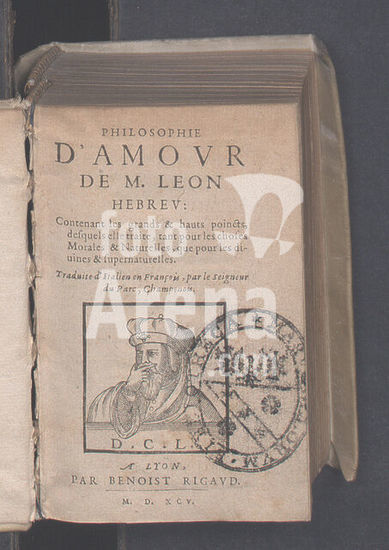 PHILOSOPHIE
D'AMOVR
DE M. LEON
HEBREV:
Contenant les grands & hauts poincts,
desquels elle traite, tant pour les choses
Morales & Naturelles, que pour les di-
uines & supernaturelles.
Traduite d'Italien en François, par le Seigneur
du Parc, Champenois.
D. C. L.
A LYON,
PAR BENOIST RIGAVD.
M. D. XCV.
Arena
.com